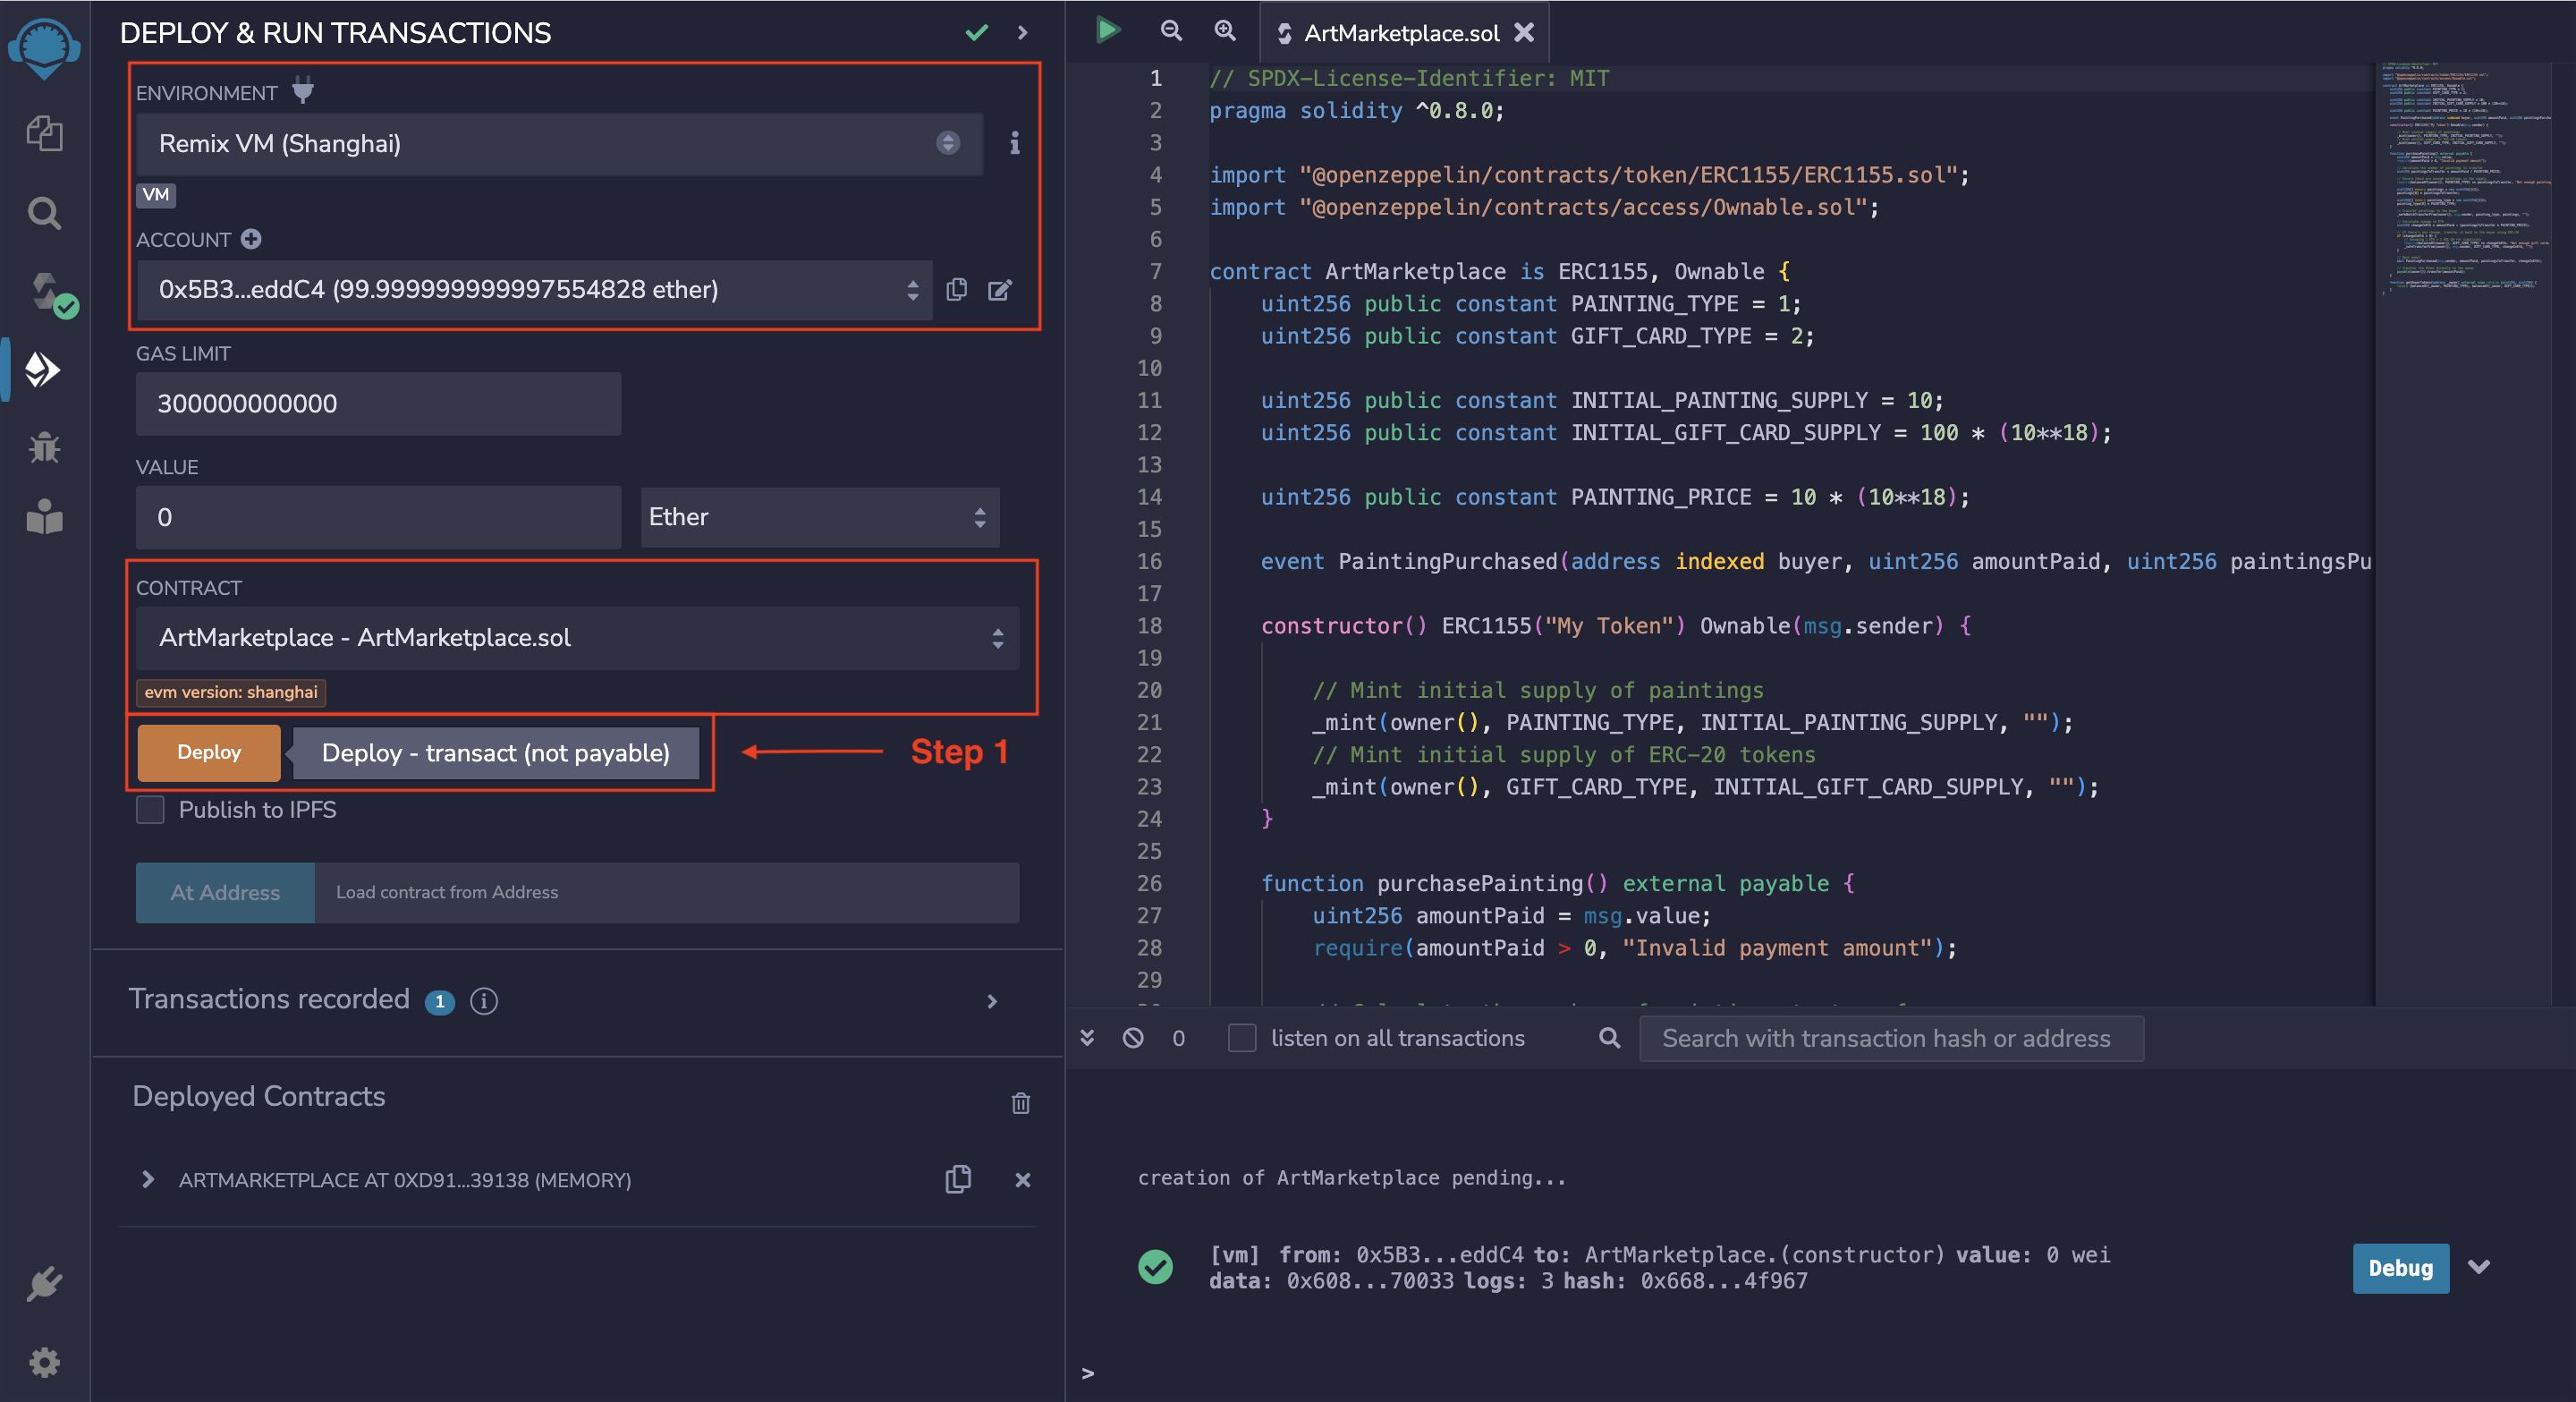 DEPLOY & RUN TRANSACTIONS
ENVIRONMENT
Remix VM (Shanghai)
VM
ACCOUNT
0x5B3...eddC4 (99.999999999997554828 ether)
GAS LIMIT
300000000000
VALUE
0
Ether
CONTRACT
ArtMarketplace - ArtMarketplace.sol
evm version: shanghai
Deploy
Deploy - transact (not payable)
Step 1
Publish to IPFS
At Address
Load contract from Address
Transactions recorded 1
Deployed Contracts
ARTMARKETPLACE AT 0XD91...39138 (MEMORY)
ArtMarketplace.sol
1 // SPDX-License-Identifier: MIT
2 pragma solidity ^0.8.0;
3
4 import "@openzeppelin/contracts/token/ERC1155/ERC1155.sol";
5 import "@openzeppelin/contracts/access/Ownable.sol";
6
7 contract ArtMarketplace is ERC1155, Ownable {
8 uint256 public constant PAINTING_TYPE = 1;
9 uint256 public constant GIFT_CARD_TYPE = 2;
10
11 uint256 public constant INITIAL_PAINTING_SUPPLY = 10;
12 uint256 public constant INITIAL_GIFT_CARD_SUPPLY = 100 * (10**18);
13
14 uint256 public constant PAINTING_PRICE = 10 * (10**18);
15
16 event PaintingPurchased(address indexed buyer, uint256 amountPaid, uint256 paintingsPu
17
18 constructor() ERC1155("My Token") Ownable(msg.sender) {
19
20 // Mint initial supply of paintings
21 _mint(owner(), PAINTING_TYPE, INITIAL_PAINTING_SUPPLY, "");
22 // Mint initial supply of ERC-20 tokens
23 _mint(owner(), GIFT_CARD_TYPE, INITIAL_GIFT_CARD_SUPPLY, "");
24 }
25
26 function purchasePainting() external payable {
27 uint256 amountPaid = msg.value;
28 require(amountPaid > 0, "Invalid payment amount");
29
0
listen on all transactions
Search with transaction hash or address
creation of ArtMarketplace pending...
[vm] from: 0x5B3...eddC4 to: ArtMarketplace.(constructor) value: 0 wei
data: 0x608...70033 logs: 3 hash: 0x668...4f967
Debug
>